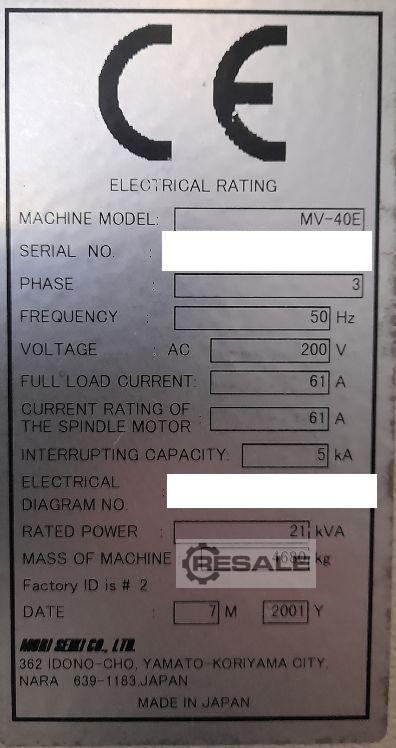 CE
ELECTRICAL RATING
MACHINE MODEL: MV-40E
SERIAL NO. :
PHASE : 3
FREQUENCY : 50 Hz
VOLTAGE : AC 200 V
FULL LOAD CURRENT: 61 A
CURRENT RATING OF
THE SPINDLE MOTOR : 61 A
INTERRUPTING CAPACITY: 5 kA
ELECTRICAL
DIAGRAM NO. :
RATED POWER : 21 kVA
MASS OF MACHINE : 4680 kg
RESALE
Factory ID is # 2
DATE : 7 M 2001 Y
MORI SEIKI CO., LTD.
362 IDONO-CHO, YAMATO-KORIYAMA CITY,
NARA 639-1183,JAPAN
MADE IN JAPAN